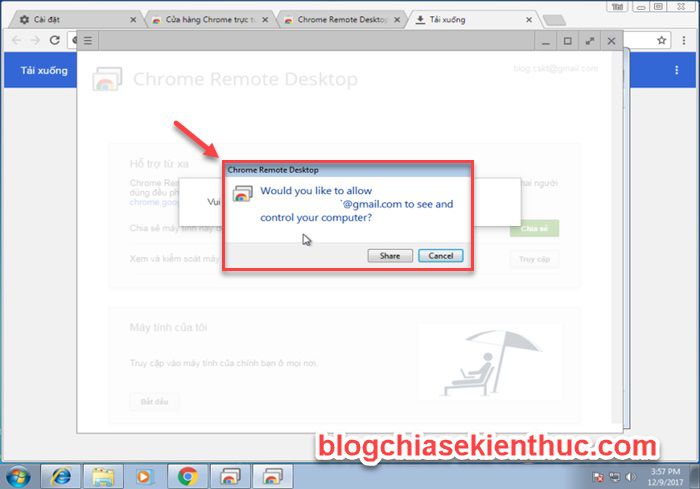 Cài đặt
Cửa hàng Chrome trực tu
Chrome Remote Desktop
Tải xuống
Tải xuống
Chrome Remote Desktop
blog.cskt@gmail.com
Hỗ trợ từ xa
Chrome Re
hai người
dùng đều ph
chrome.goo
Vui
Chia sẻ máy tính này để
Chia sẻ
Xem và kiểm soát máy
Truy cập
Chrome Remote Desktop
Would you like to allow
@gmail.com to see and
control your computer?
Share
Cancel
Máy tính của tôi
Truy cập vào máy tính của chính bạn ở mọi nơi.
Bắt đầu
blogchiasekienthuc.com
3:57 PM
12/9/2017